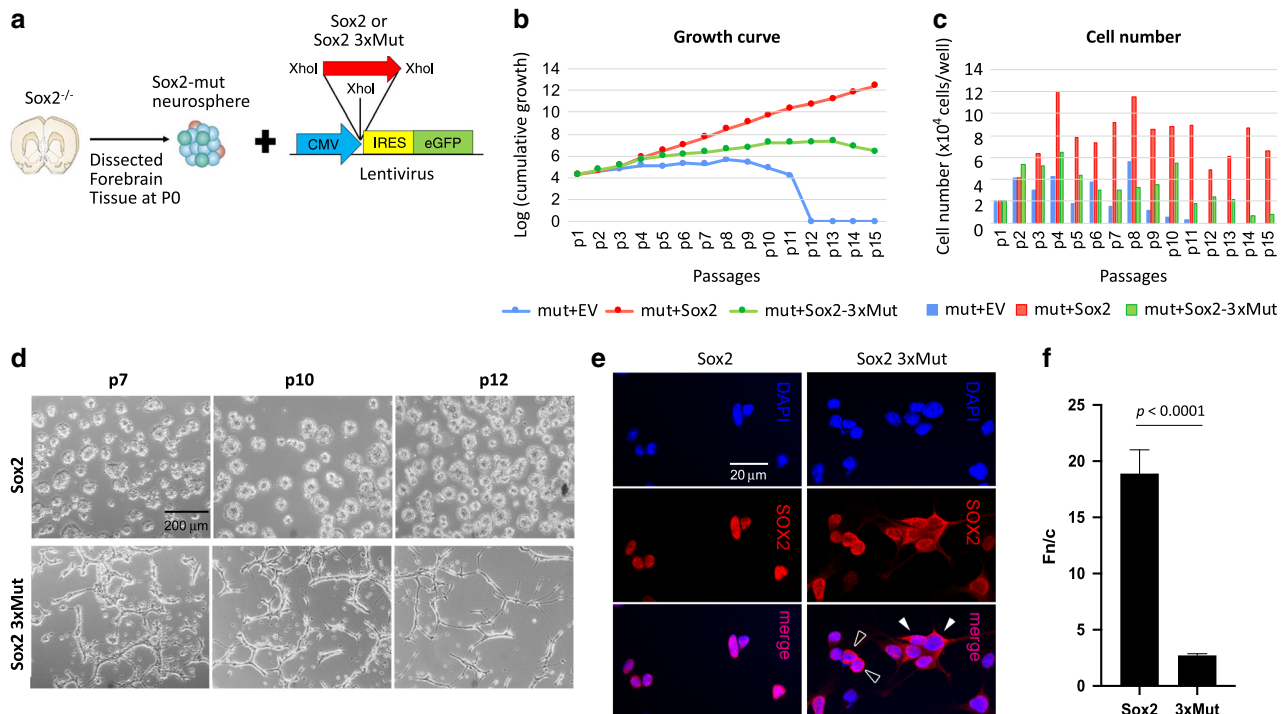 a
Sox2-/-
Dissected
Forebrain
Tissue at P0
Sox2-mut
neurosphere
Sox2 or
Sox2 3xMut
XhoI
XhoI
XhoI
CMV
IRES
eGFP
Lentivirus
b
Growth curve
Log (cumulative growth)
14
12
10
8
6
4
2
0
p1 p2 p3 p4 p5 p6 p7 p8 p9 p10 p11 p12 p13 p14 p15
Passages
mut+EV mut+Sox2 mut+Sox2-3xMut
c
Cell number
Cell number (x10⁴ cells/well)
14
12
10
8
6
4
2
0
p1 p2 p3 p4 p5 p6 p7 p8 p9 p10 p11 p12 p13 p14 p15
Passages
mut+EV mut+Sox2 mut+Sox2-3xMut
d
p7 p10 p12
Sox2
200 μm
Sox2 3xMut
e
Sox2 Sox2 3xMut
DAPI DAPI
20 μm
SOX2 SOX2
merge merge
f
Fn/c
25
20
15
10
5
0
p < 0.0001
Sox2 3xMut